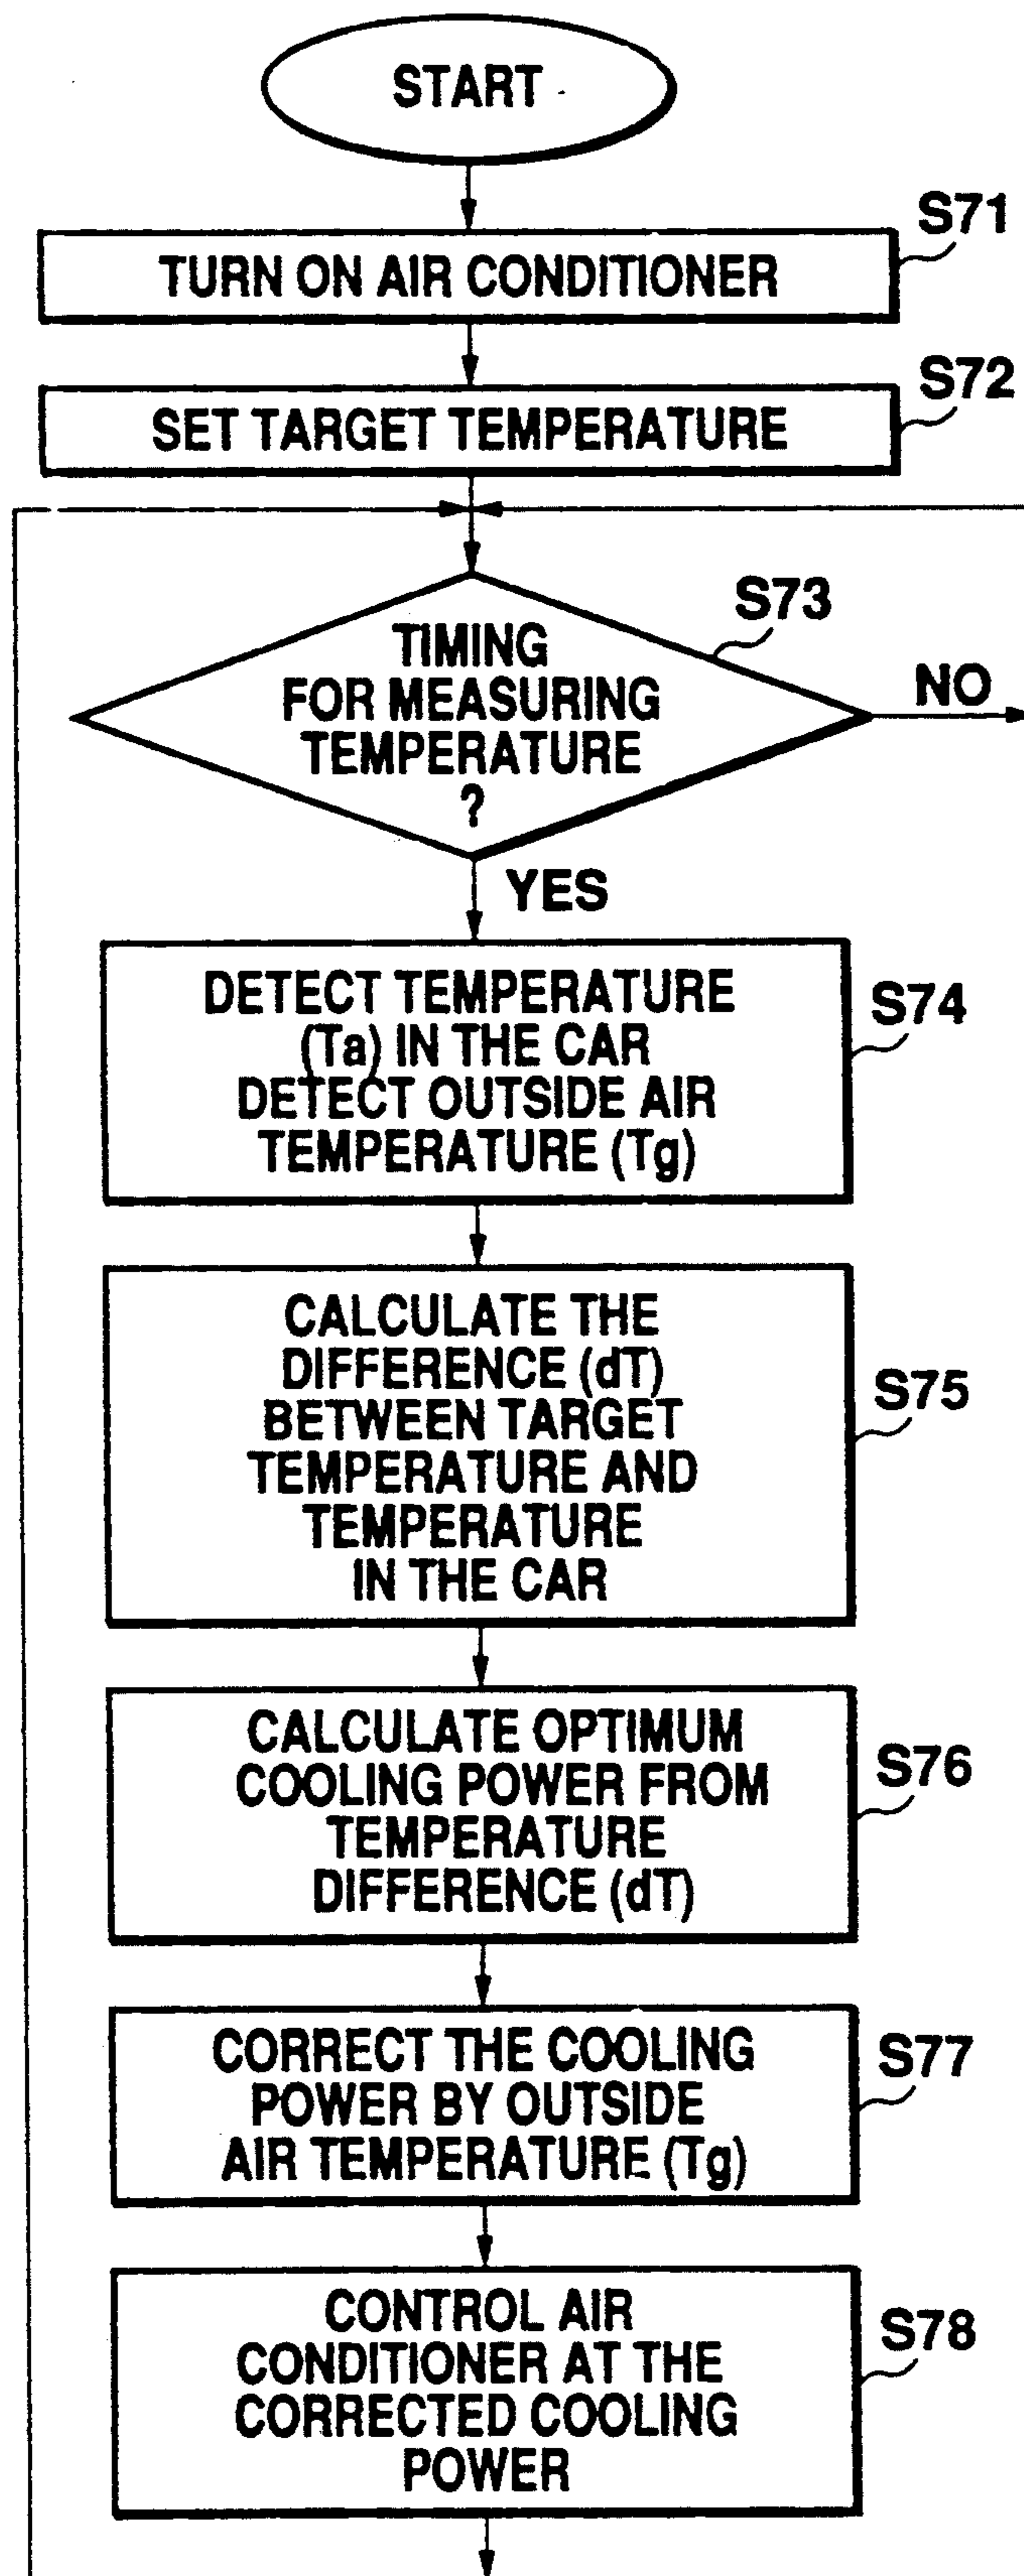 START
S71
TURN ON AIR CONDITIONER
S72
SET TARGET TEMPERATURE
S73
TIMING
FOR MEASURING
TEMPERATURE
?
NO
YES
S74
DETECT TEMPERATURE
(Ta) IN THE CAR
DETECT OUTSIDE AIR
TEMPERATURE (Tg)
S75
CALCULATE THE
DIFFERENCE (dT)
BETWEEN TARGET
TEMPERATURE AND
TEMPERATURE
IN THE CAR
S76
CALCULATE OPTIMUM
COOLING POWER FROM
TEMPERATURE
DIFFERENCE (dT)
S77
CORRECT THE COOLING
POWER BY OUTSIDE
AIR TEMPERATURE (Tg)
S78
CONTROL AIR
CONDITIONER AT THE
CORRECTED COOLING
POWER